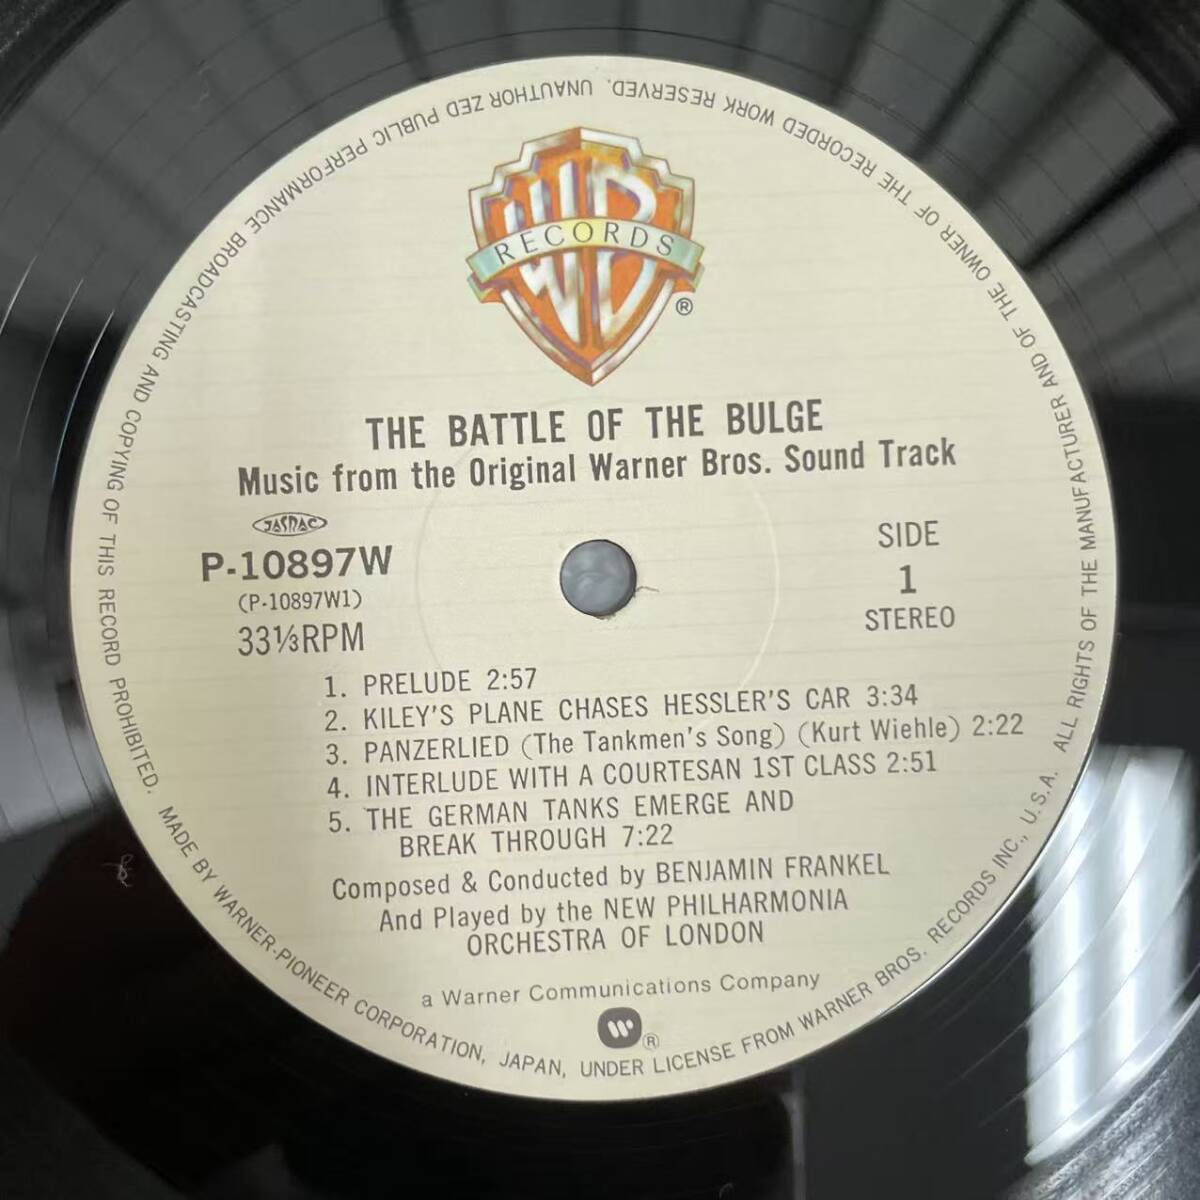 WB
RECORDS
®
THE BATTLE OF THE BULGE
Music from the Original Warner Bros. Sound Track
JASRAC
P-10897W
(P-10897W1)
33⅓RPM
SIDE
1
STEREO
1. PRELUDE 2:57
2. KILEY'S PLANE CHASES HESSLER'S CAR 3:34
3. PANZERLIED (The Tankmen's Song) (Kurt Wiehle) 2:22
4. INTERLUDE WITH A COURTESAN 1ST CLASS 2:51
5. THE GERMAN TANKS EMERGE AND
BREAK THROUGH 7:22
Composed & Conducted by BENJAMIN FRANKEL
And Played by the NEW PHILHARMONIA
ORCHESTRA OF LONDON
a Warner Communications Company
®
MADE BY WARNER-PIONEER CORPORATION, JAPAN, UNDER LICENSE FROM WARNER BROS. RECORDS INC., U.S.A. ALL RIGHTS OF THE MANUFACTURER AND OF THE OWNER OF THE RECORDED WORK RESERVED. UNAUTHOR ZED PUBLIC PERFORMANCE BROADCASTING AND COPYING OF THIS RECORD PROHIBITED.